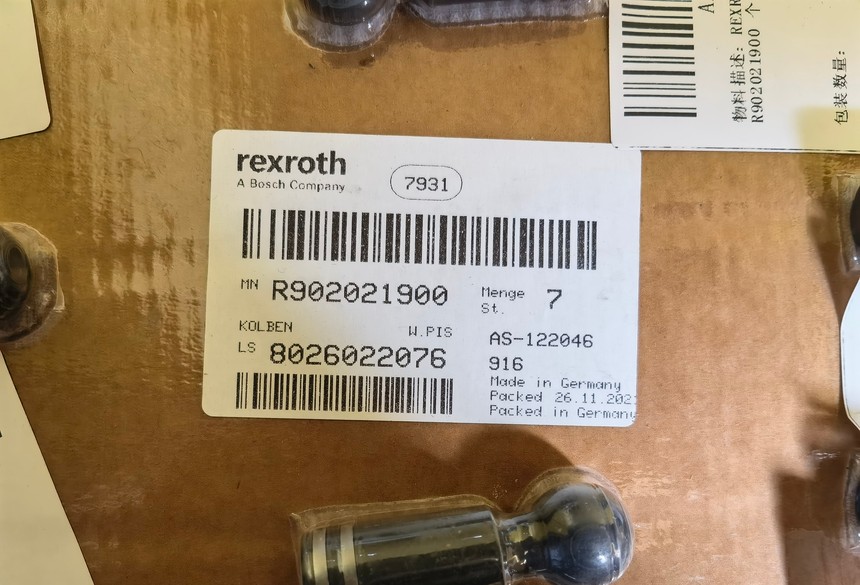 rexroth
A Bosch Company
7931
MN R902021900
Menge
St. 7
KOLBEN W.PIS
LS 8026022076
AS-122046
916
Made in Germany
Packed 26.11.202
Packed in Germany
A.
物料描述: REXR
R902021900 个
包装数量: